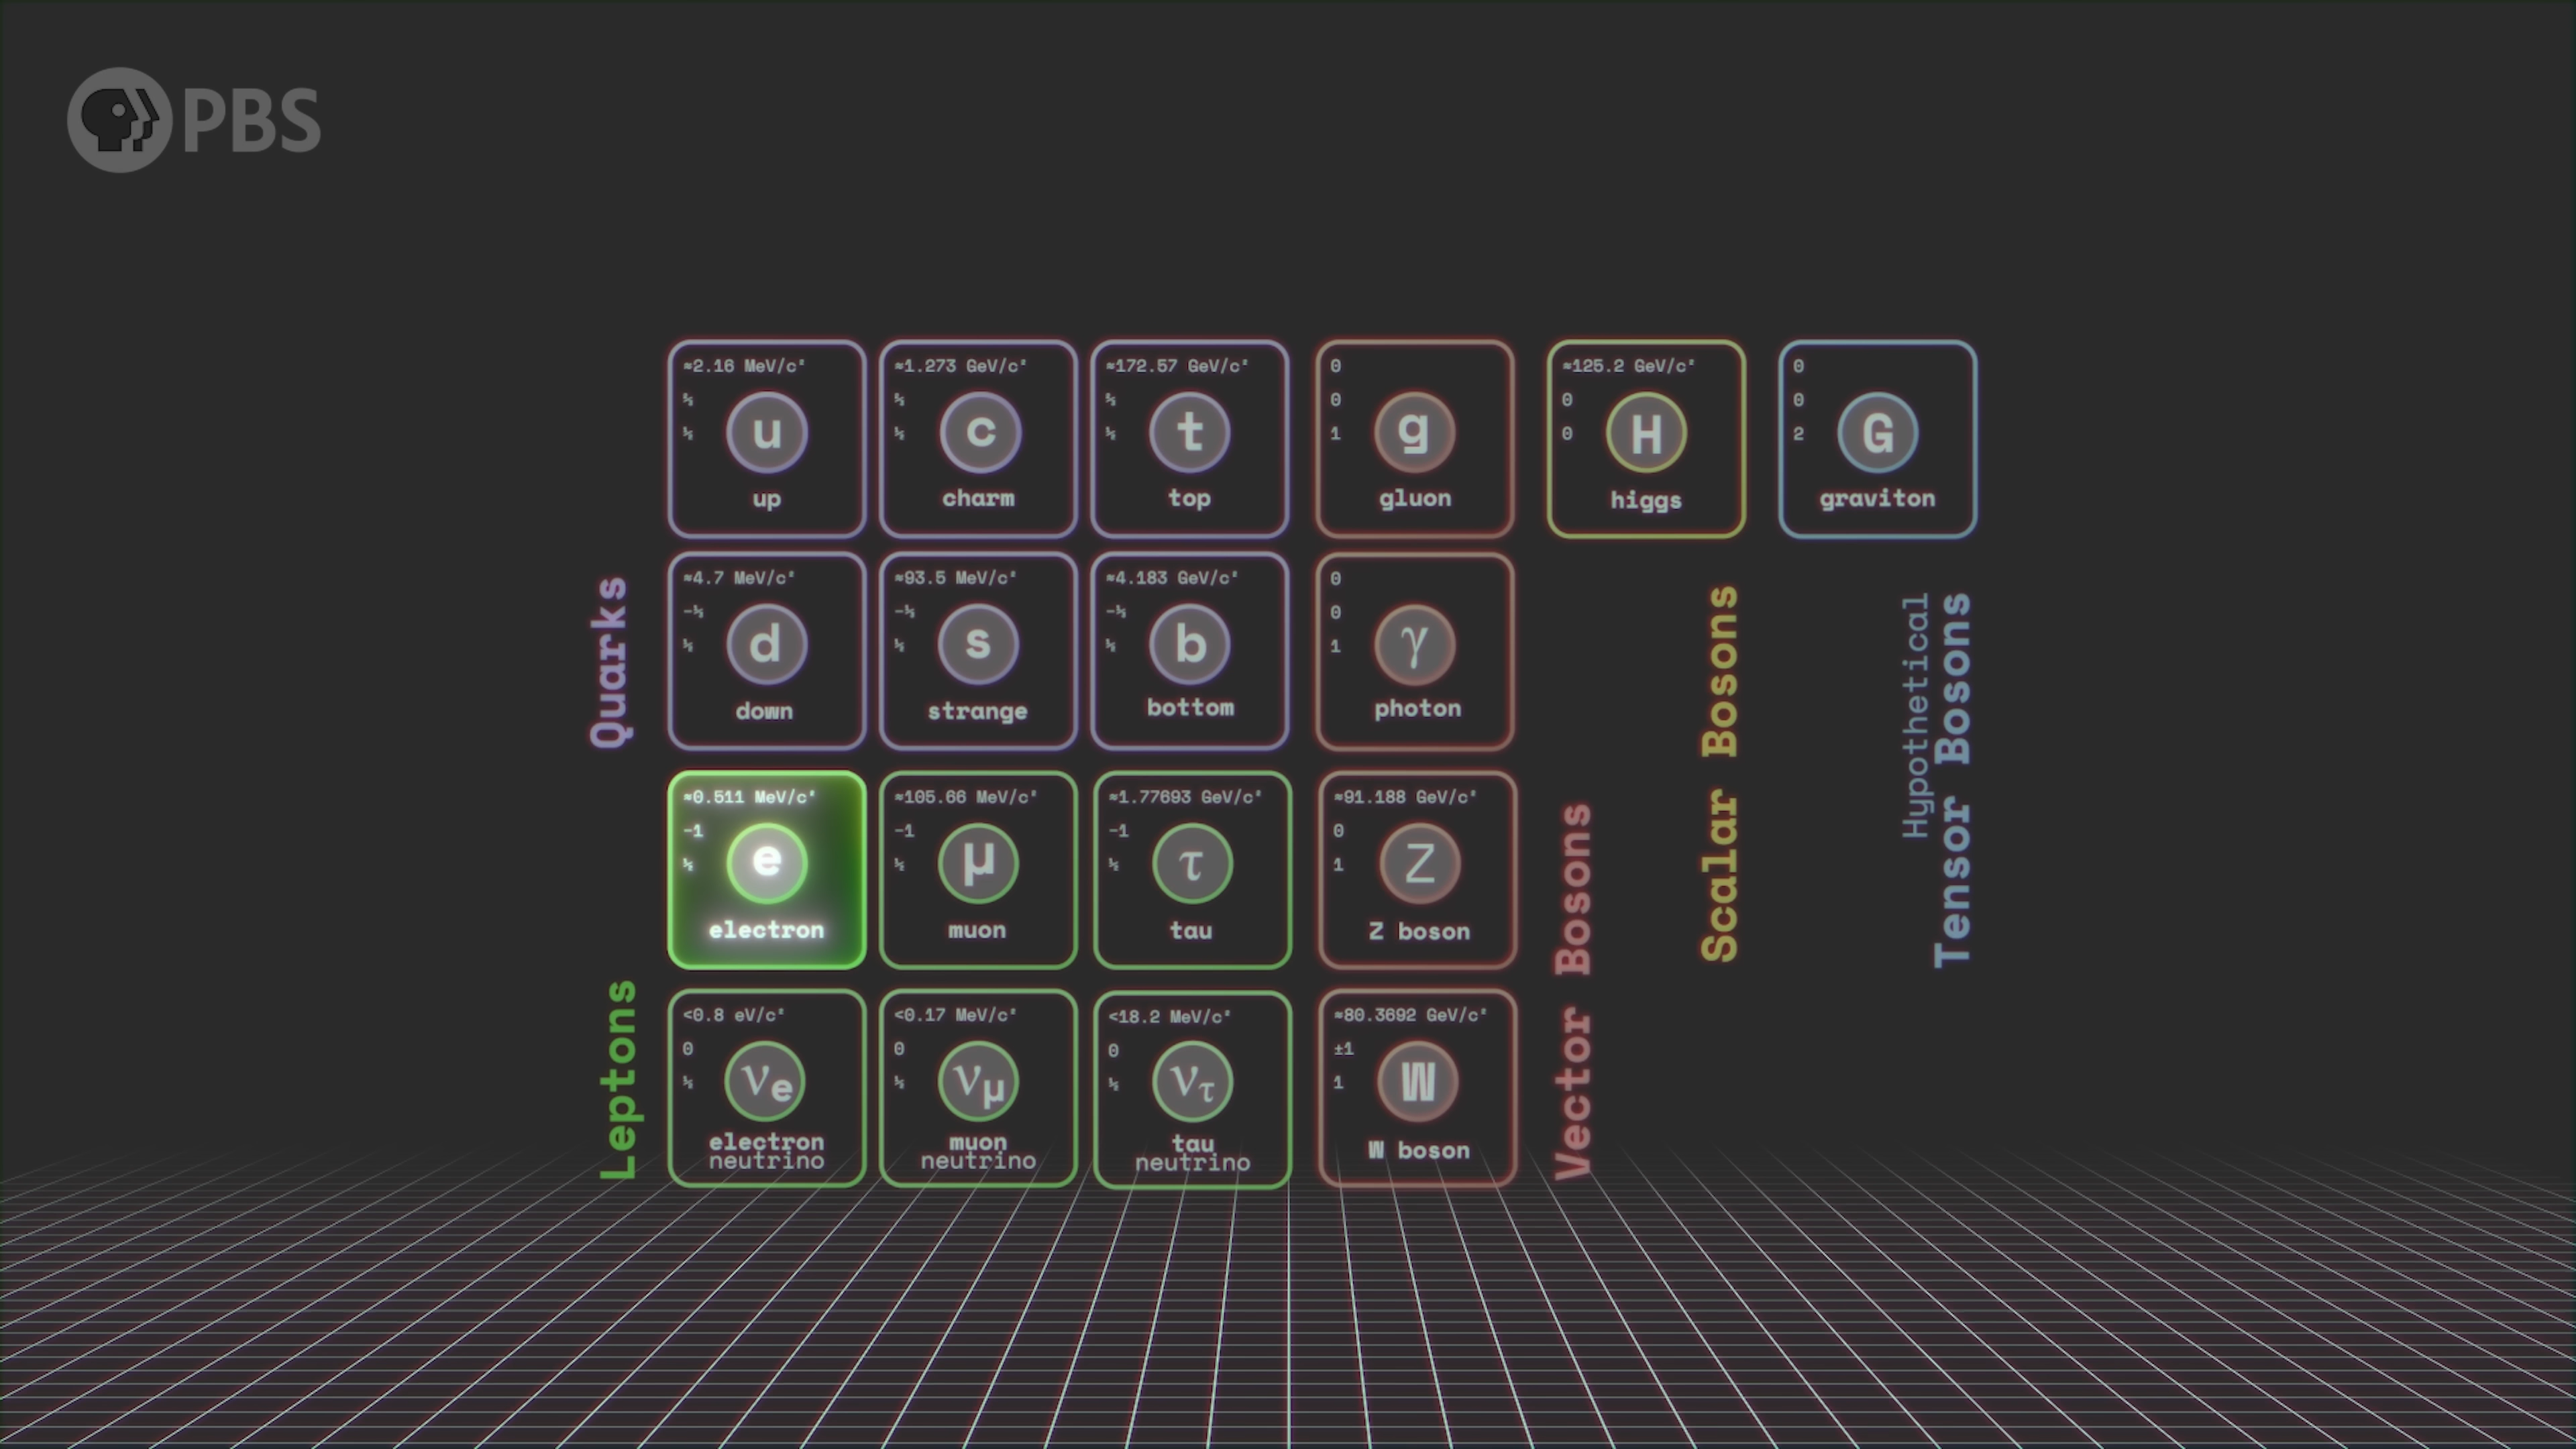 PBS
≈2.16 MeV/c²
⅔
½
u
up
≈1.273 GeV/c²
⅔
½
c
charm
≈172.57 GeV/c²
⅔
½
t
top
0
0
1
g
gluon
≈125.2 GeV/c²
0
0
H
higgs
0
0
2
G
graviton
Quarks
≈4.7 MeV/c²
-⅓
½
d
down
≈93.5 MeV/c²
-⅓
½
s
strange
≈4.183 GeV/c²
-⅓
½
b
bottom
0
0
1
γ
photon
Scalar Bosons
Hypothetical
Tensor Bosons
≈0.511 MeV/c²
-1
½
e
electron
≈105.66 MeV/c²
-1
½
μ
muon
≈1.77693 GeV/c²
-1
½
τ
tau
≈91.188 GeV/c²
0
1
Z
Z boson
Vector Bosons
Leptons
<0.8 eV/c²
0
½
νe
electron
neutrino
<0.17 MeV/c²
0
½
νμ
muon
neutrino
<18.2 MeV/c²
0
½
ντ
tau
neutrino
≈80.3692 GeV/c²
±1
1
W
W boson